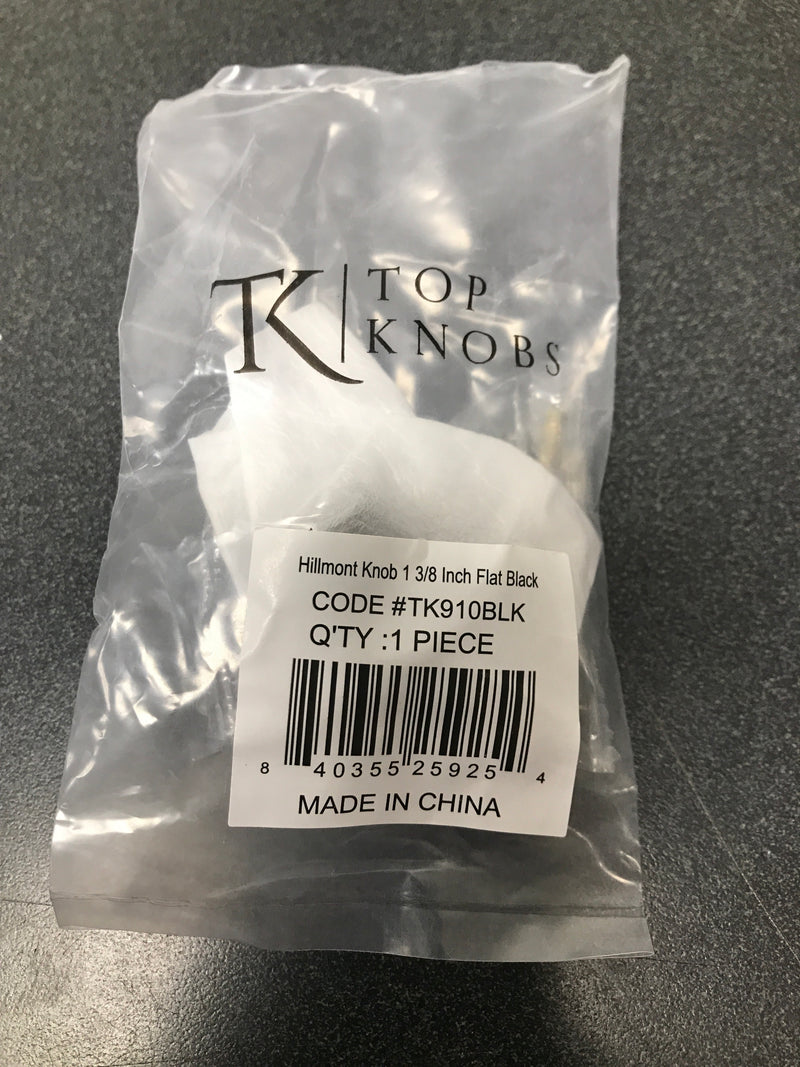 TK
TOP
KNOBS
Hillmont Knob 1 3/8 Inch Flat Black
CODE #TK910BLK
Q'TY :1 PIECE
8 40355 25925 4
MADE IN CHINA